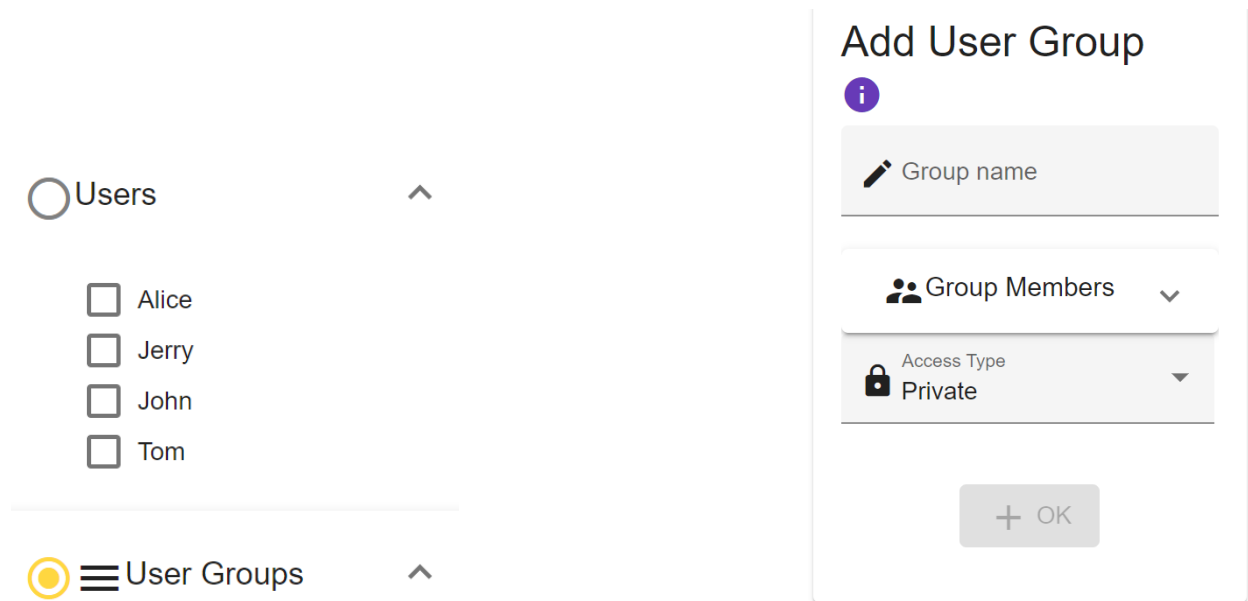 Users
Alice
Jerry
John
Tom
User Groups
Add User Group
i
Group name
Group Members
Access Type
Private
+ OK